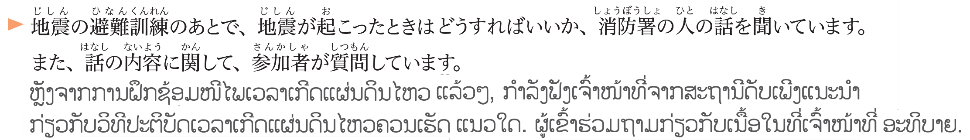 ▶ 地震の避難訓練のあとで、地震が起こったときはどうすればいいか、消防署の人の話を聞いています。
また、話の内容に関して、参加者が質問しています。
ຫຼັງຈາກການຝຶກຊ້ອມໜີໄພເວລາເກີດແຜ່ນດິນໄຫວ ແລ້ວໆ, ກຳລັງຟັງເຈົ້າໜ້າທີ່ຈາກສະຖານີດັບເພີງແນະນຳ
ກ່ຽວກັບວິທີປະຕິບັດເວລາເກີດແຜ່ນດິນໄຫວຄວນເຮັດ ແນວໃດ. ຜູ້ເຂົ້າຮ່ວມຖາມກ່ຽວກັບເນື້ອໃນທີ່ເຈົ້າໜ້າທີ່ ອະທິບາຍ.